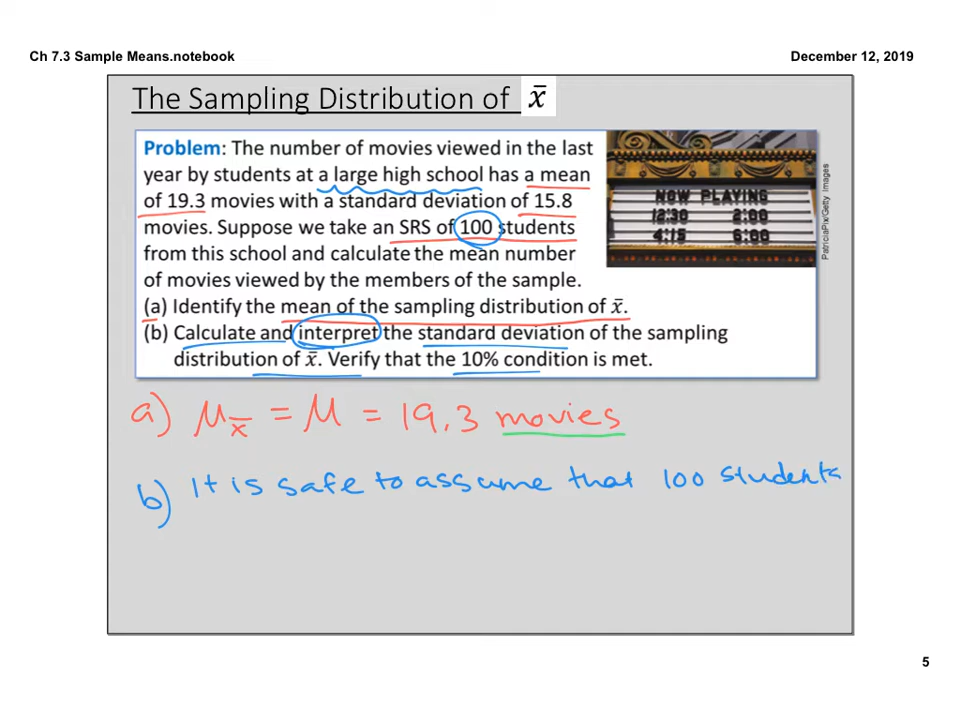 Ch 7.3 Sample Means.notebook
December 12, 2019
The Sampling Distribution of x̄
Problem: The number of movies viewed in the last
year by students at a large high school has a mean
of 19.3 movies with a standard deviation of 15.8
movies. Suppose we take an SRS of 100 students
from this school and calculate the mean number
of movies viewed by the members of the sample.
(a) Identify the mean of the sampling distribution of x̄.
(b) Calculate and interpret the standard deviation of the sampling
distribution of x̄. Verify that the 10% condition is met.
NOW PLAYING
12:30 2:00
4:15 6:00
PatriciaPix/Getty Images
a) μx̄ = μ = 19.3 movies
b) It is safe to assume that 100 students
5